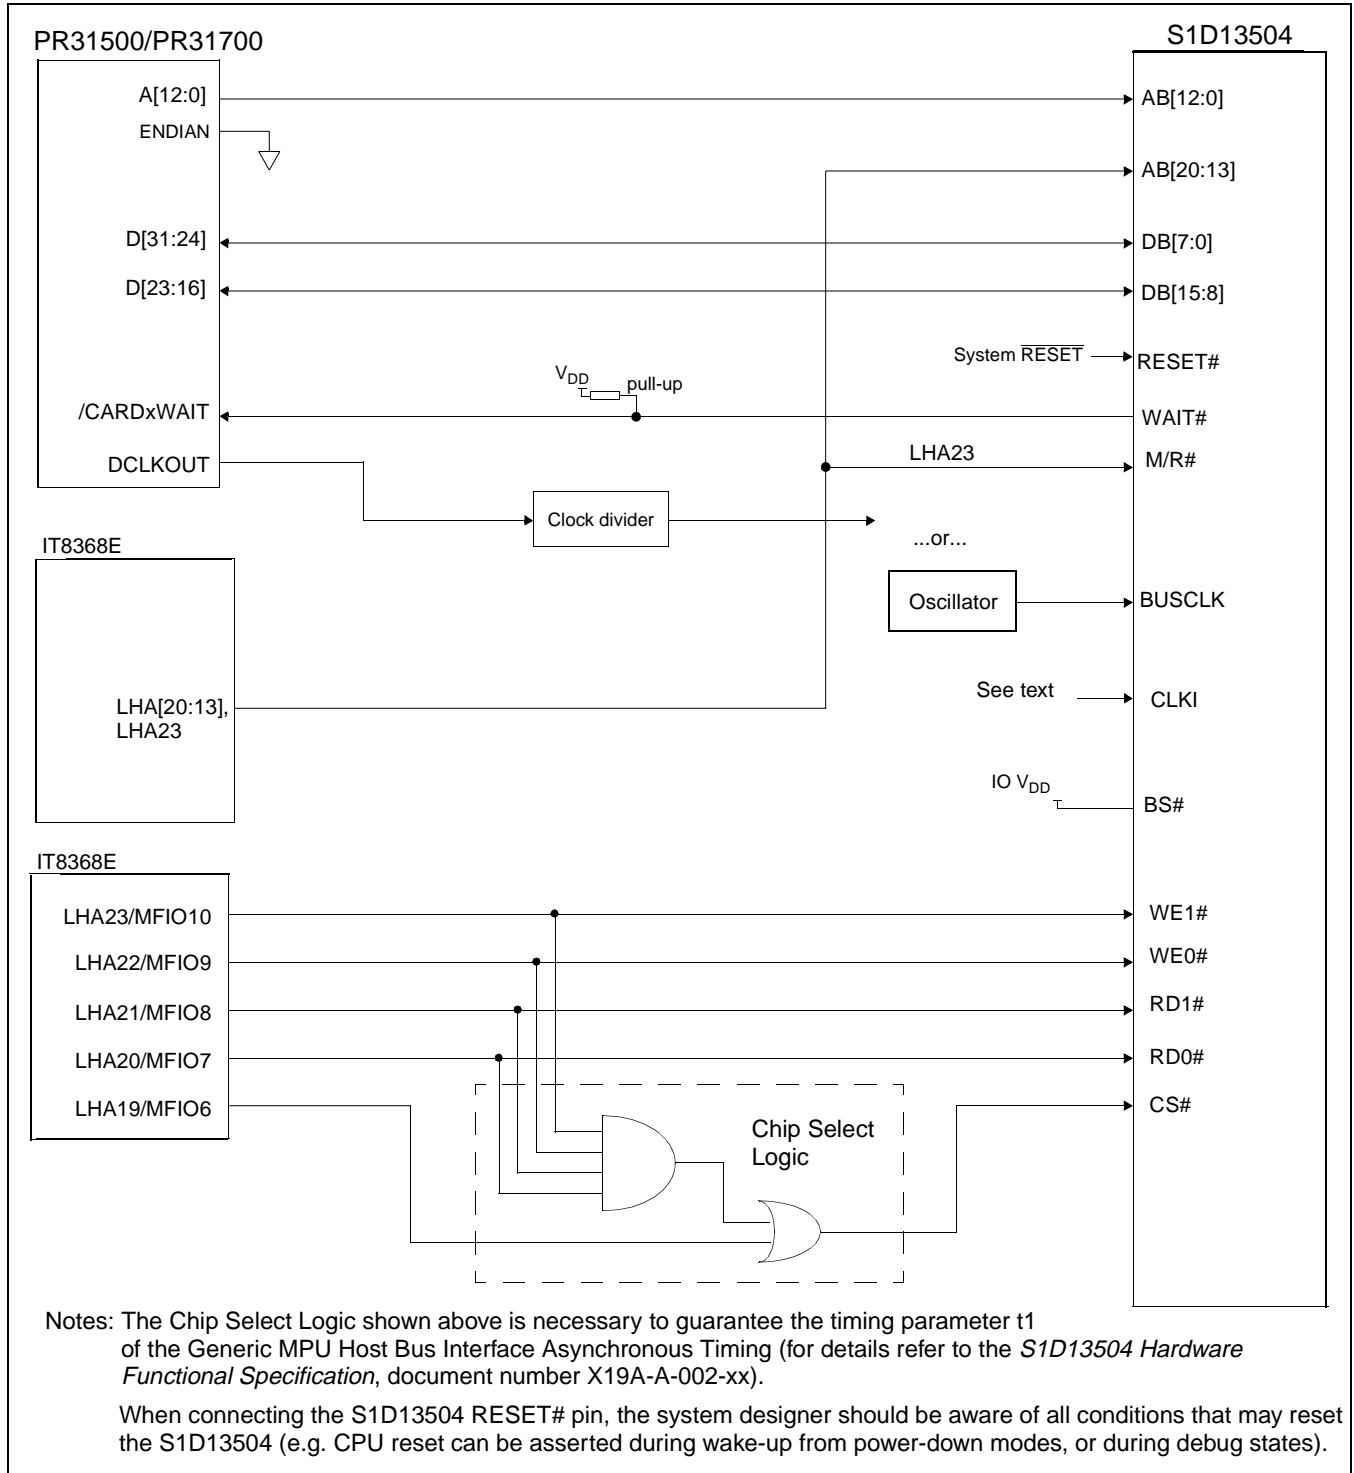 PR31500/PR31700
S1D13504
A[12:0]
AB[12:0]
ENDIAN
AB[20:13]
D[31:24]
DB[7:0]
D[23:16]
DB[15:8]
System RESET
RESET#
VDD
pull-up
/CARDxWAIT
WAIT#
DCLKOUT
LHA23
M/R#
Clock divider
...or...
IT8368E
Oscillator
BUSCLK
See text
CLKI
LHA[20:13],
LHA23
IO VDD
BS#
IT8368E
LHA23/MFIO10
WE1#
LHA22/MFIO9
WE0#
LHA21/MFIO8
RD1#
LHA20/MFIO7
RD0#
LHA19/MFIO6
CS#
Chip Select
Logic
Notes: The Chip Select Logic shown above is necessary to guarantee the timing parameter t1
of the Generic MPU Host Bus Interface Asynchronous Timing (for details refer to the S1D13504 Hardware
Functional Specification, document number X19A-A-002-xx).
When connecting the S1D13504 RESET# pin, the system designer should be aware of all conditions that may reset
the S1D13504 (e.g. CPU reset can be asserted during wake-up from power-down modes, or during debug states).